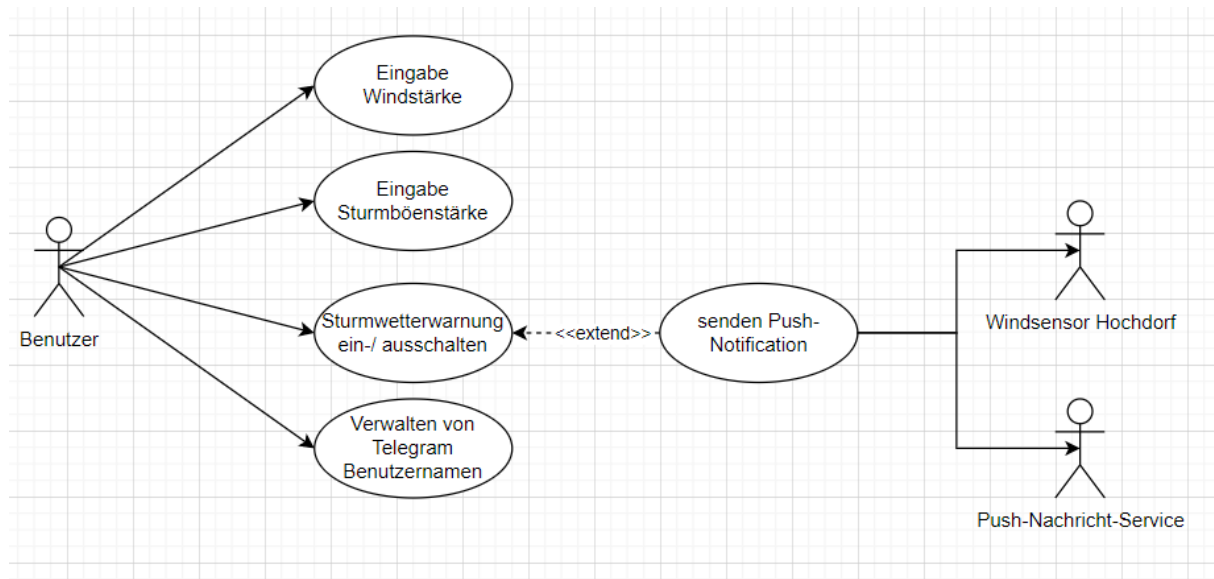 Eingabe
Windstärke
Eingabe
Sturmböenstärke
Benutzer
Sturmwetterwarnung
ein-/ ausschalten
<<extend>>
senden Push-
Notification
Windsensor Hochdorf
Verwalten von
Telegram
Benutzernamen
Push-Nachricht-Service